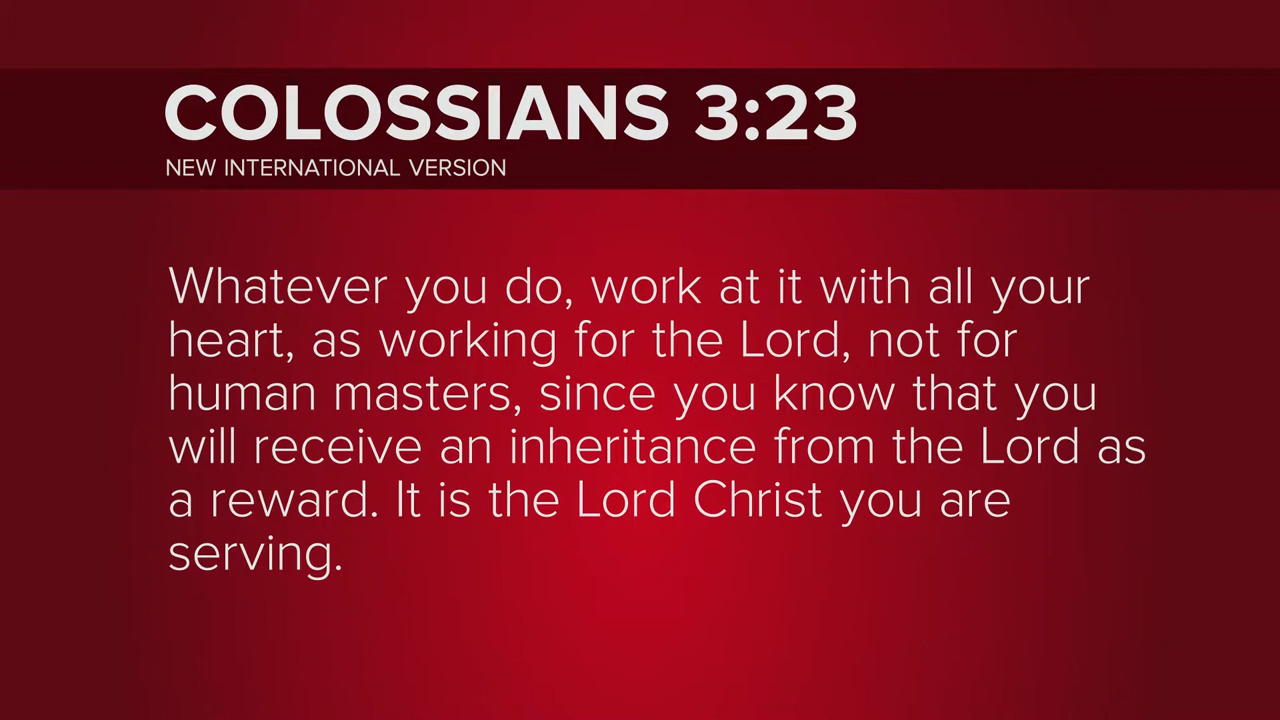 COLOSSIANS 3:23
NEW INTERNATIONAL VERSION
Whatever you do, work at it with all your
heart, as working for the Lord, not for
human masters, since you know that you
will receive an inheritance from the Lord as
a reward. It is the Lord Christ you are
serving.